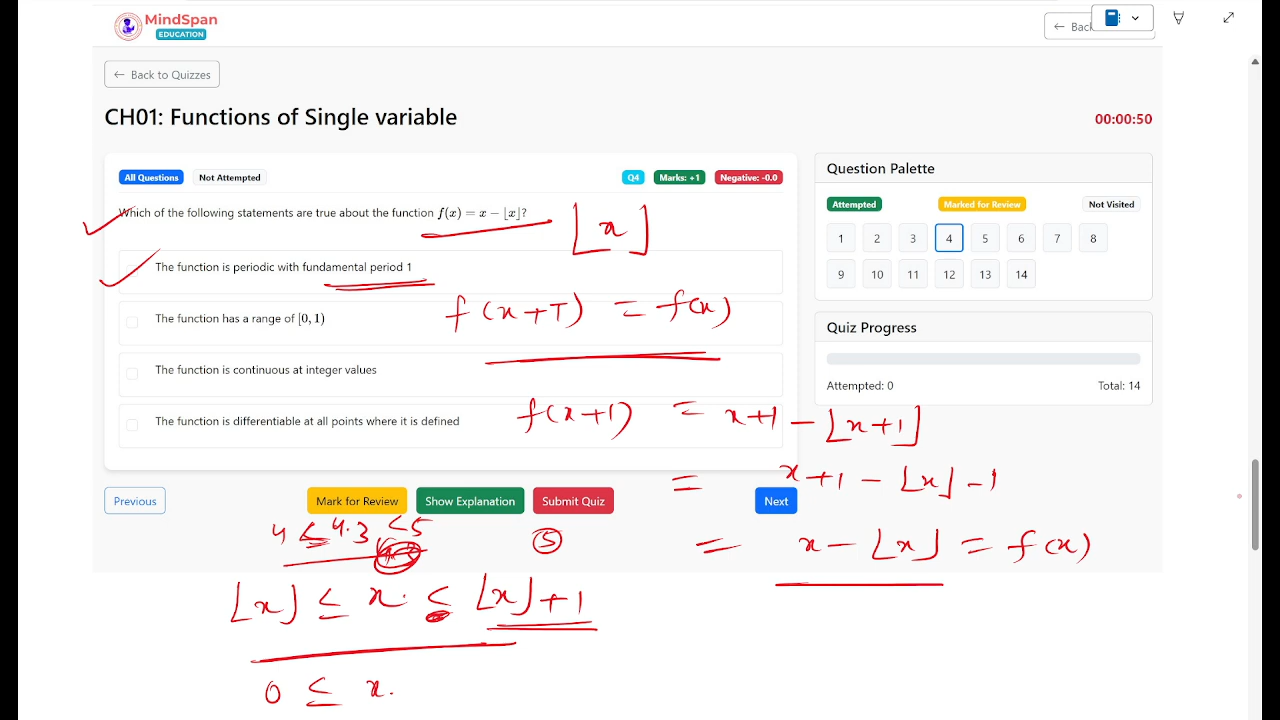 MindSpan
EDUCATION
← Back
← Back to Quizzes
CH01: Functions of Single variable
00:00:50
All Questions
Not Attempted
Q4
Marks: +1
Negative: -0.0
Which of the following statements are true about the function f(x) = x − ⌊x⌋?
⌊x⌋
The function is periodic with fundamental period 1
The function has a range of [0, 1)
f(x+T) = f(x)
The function is continuous at integer values
The function is differentiable at all points where it is defined
f(x+1) = x+1 − ⌊x+1⌋
= x+1 − ⌊x⌋ − 1
= x − ⌊x⌋ = f(x)
Previous
Mark for Review
Show Explanation
Submit Quiz
Next
Question Palette
Attempted
Marked for Review
Not Visited
1 2 3 4 5 6 7 8
9 10 11 12 13 14
Quiz Progress
Attempted: 0
Total: 14
4 ≤ 4.3 < 5
5
⌊x⌋ ≤ x < ⌊x⌋ + 1
0 ≤ x